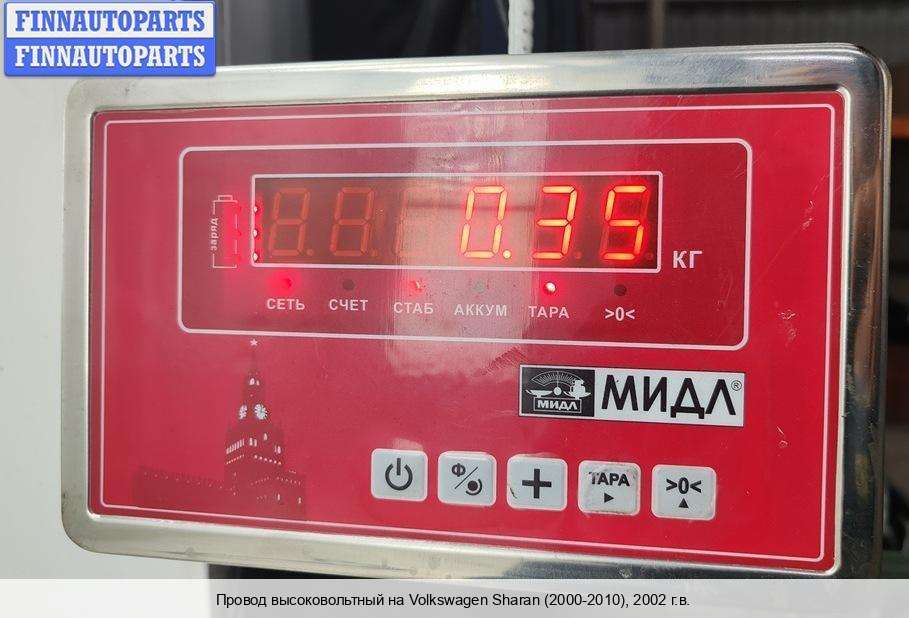 FINNAUTOPARTS
FINNAUTOPARTS
заряд
0.35
КГ
СЕТЬ СЧЕТ СТАБ АККУМ ТАРА >0<
МИДЛ МИДЛ®
Ф/
ТАРА >0<
Провод высоковольтный на Volkswagen Sharan (2000-2010), 2002 г.в.